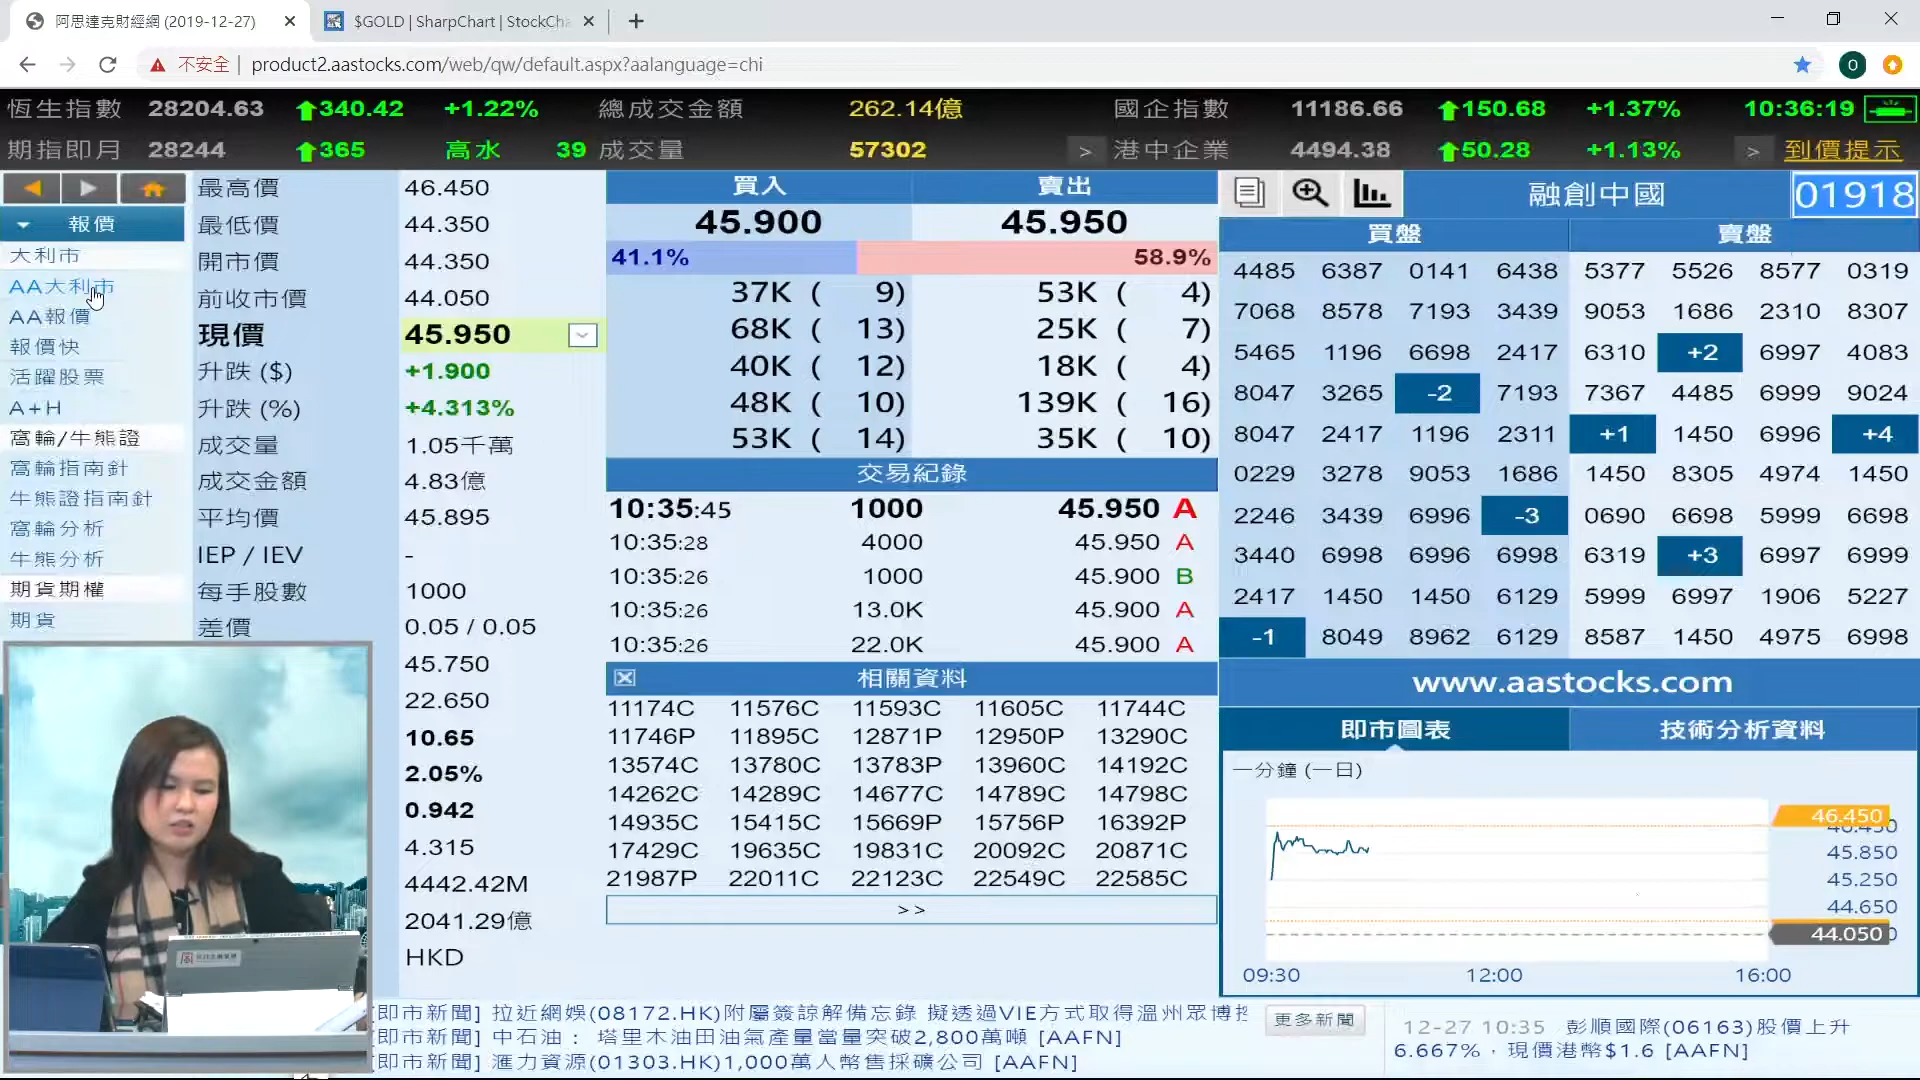 阿思達克財經網 (2019-12-27)
$GOLD | SharpChart | StockCha
不安全 | product2.aastocks.com/web/qw/default.aspx?aalanguage=chi
O
恆生指數 28204.63 340.42 +1.22% 總成交金額 262.14億 國企指數 11186.66 150.68 +1.37% 10:36:19
期指即月 28244 365 高水 39 成交量 57302 > 港中企業 4494.38 50.28 +1.13% > 到價提示
報價
大利市
AA大利市
AA報價
報價快
活躍股票
A+H
窩輪/牛熊證
窩輪指南針
牛熊證指南針
窩輪分析
牛熊分析
期貨期權
期貨
最高價 46.450
最低價 44.350
開市價 44.350
前收市價 44.050
現價 45.950
升跌 ($) +1.900
升跌 (%) +4.313%
成交量 1.05千萬
成交金額 4.83億
平均價 45.895
IEP / IEV -
每手股數 1000
差價 0.05 / 0.05
45.750
22.650
10.65
2.05%
0.942
4.315
4442.42M
2041.29億
HKD
買入 賣出
45.900 45.950
41.1% 58.9%
37K ( 9) 53K ( 4)
68K ( 13) 25K ( 7)
40K ( 12) 18K ( 4)
48K ( 10) 139K ( 16)
53K ( 14) 35K ( 10)
交易紀錄
10:35:45 1000 45.950 A
10:35:28 4000 45.950 A
10:35:26 1000 45.900 B
10:35:26 13.0K 45.900 A
10:35:26 22.0K 45.900 A
相關資料
11174C 11576C 11593C 11605C 11744C
11746P 11895C 12871P 12950P 13290C
13574C 13780C 13783P 13960C 14192C
14262C 14289C 14677C 14789C 14798C
14935C 15415C 15669P 15756P 16392P
17429C 19635C 19831C 20092C 20871C
21987P 22011C 22123C 22549C 22585C
>>
融創中國 01918
買盤 賣盤
4485 6387 0141 6438 5377 5526 8577 0319
7068 8578 7193 3439 9053 1686 2310 8307
5465 1196 6698 2417 6310 +2 6997 4083
8047 3265 -2 7193 7367 4485 6999 9024
8047 2417 1196 2311 +1 1450 6996 +4
0229 3278 9053 1686 1450 8305 4974 1450
2246 3439 6996 -3 0690 6698 5999 6698
3440 6998 6996 6998 6319 +3 6997 6999
2417 1450 1450 6129 5999 6997 1906 5227
-1 8049 8962 6129 8587 1450 4975 6998
www.aastocks.com
即市圖表 技術分析資料
一分鐘 (一日)
46.450
45.850
45.250
44.650
44.050
09:30 12:00 16:00
即市新聞] 拉近網娛(08172.HK)附屬簽諒解備忘錄 擬透過VIE方式取得溫州眾博控
即市新聞] 中石油： 塔里木油田油氣產量當量突破2,800萬噸 [AAFN]
即市新聞] 滙力資源(01303.HK)1,000萬人幣售採礦公司 [AAFN]
更多新聞
12-27 10:35 彭順國際(06163)股價上升
6.667%，現價港幣$1.6 [AAFN]